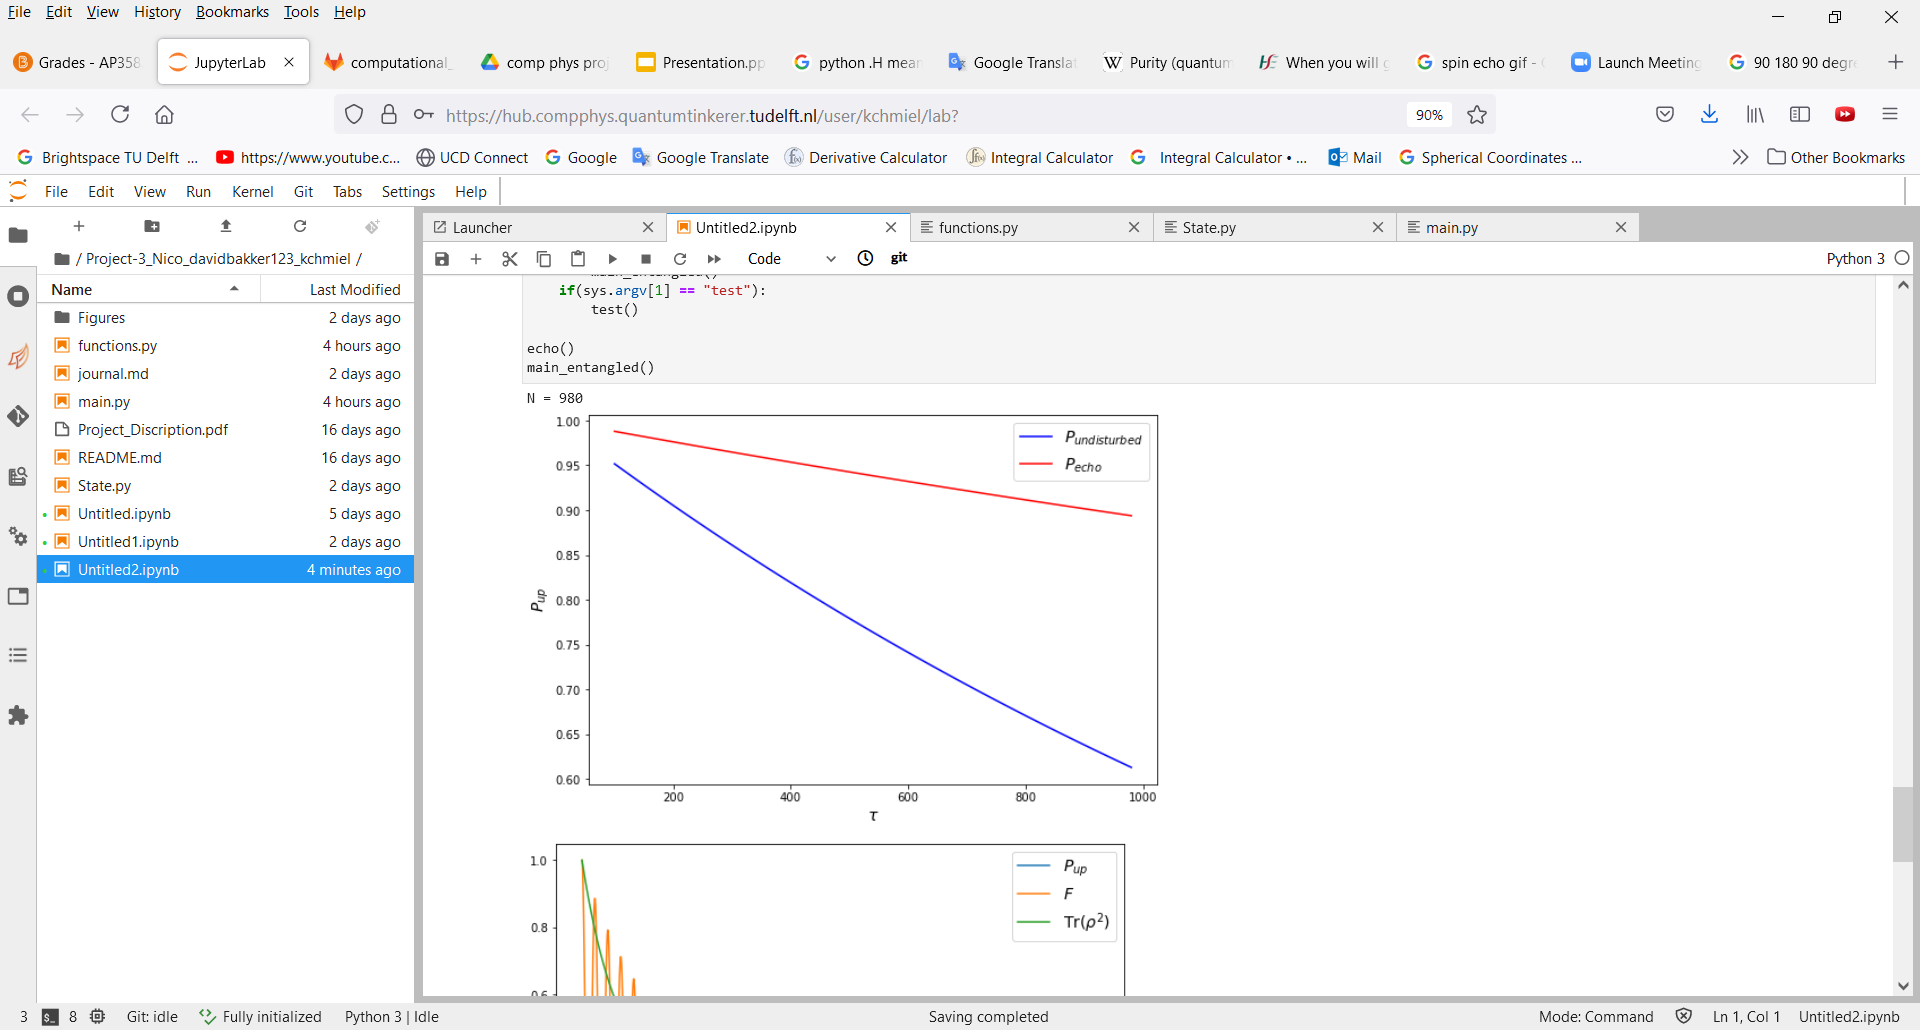 File Edit View History Bookmarks Tools Help
Grades - AP358 JupyterLab computational_ comp phys proj Presentation.pp python .H mean Google Translat Purity (quantum When you will g spin echo gif - Launch Meeting 90 180 90 degre
https://hub.compphys.quantumtinkerer.tudelft.nl/user/kchmiel/lab? 90%
Brightspace TU Delft ... https://www.youtube.c... UCD Connect Google Google Translate Derivative Calculator Integral Calculator Integral Calculator • ... Mail Spherical Coordinates ... Other Bookmarks
File Edit View Run Kernel Git Tabs Settings Help
Launcher Untitled2.ipynb functions.py State.py main.py
/ Project-3_Nico_davidbakker123_kchmiel /
Code git Python 3
Name Last Modified
Figures 2 days ago
functions.py 4 hours ago
journal.md 2 days ago
main.py 4 hours ago
Project_Discription.pdf 16 days ago
README.md 16 days ago
State.py 2 days ago
Untitled.ipynb 5 days ago
Untitled1.ipynb 2 days ago
Untitled2.ipynb 4 minutes ago
main_entangled()
if(sys.argv[1] == "test"):
test()
echo()
main_entangled()
N = 980
1.00
0.95
0.90
0.85
0.80
0.75
0.70
0.65
0.60
P_up
P_undisturbed
P_echo
200 400 600 800 1000
τ
1.0
0.8
0.6
P_up
F
Tr(ρ²)
3 8 Git: idle Fully initialized Python 3 | Idle Saving completed Mode: Command Ln 1, Col 1 Untitled2.ipynb